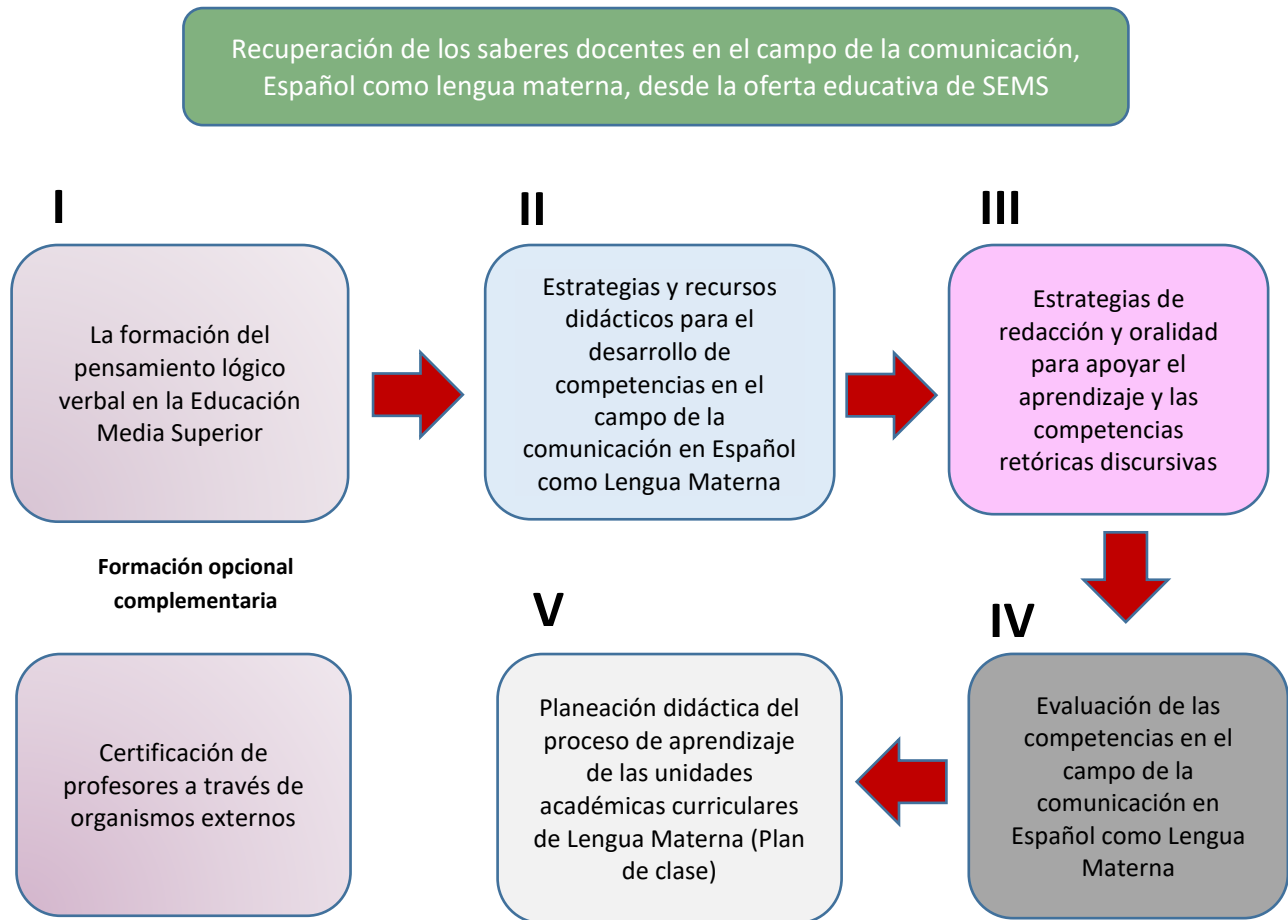 Recuperación de los saberes docentes en el campo de la comunicación,
Español como lengua materna, desde la oferta educativa de SEMS
I
La formación del
pensamiento lógico
verbal en la Educación
Media Superior
II
Estrategias y recursos
didácticos para el
desarrollo de
competencias en el
campo de la
comunicación en Español
como Lengua Materna
III
Estrategias de
redacción y oralidad
para apoyar el
aprendizaje y las
competencias
retóricas discursivas
IV
Evaluación de las
competencias en el
campo de la
comunicación en
Español como Lengua
Materna
V
Planeación didáctica del
proceso de aprendizaje
de las unidades
académicas curriculares
de Lengua Materna (Plan
de clase)
Formación opcional
complementaria
Certificación de
profesores a través de
organismos externos